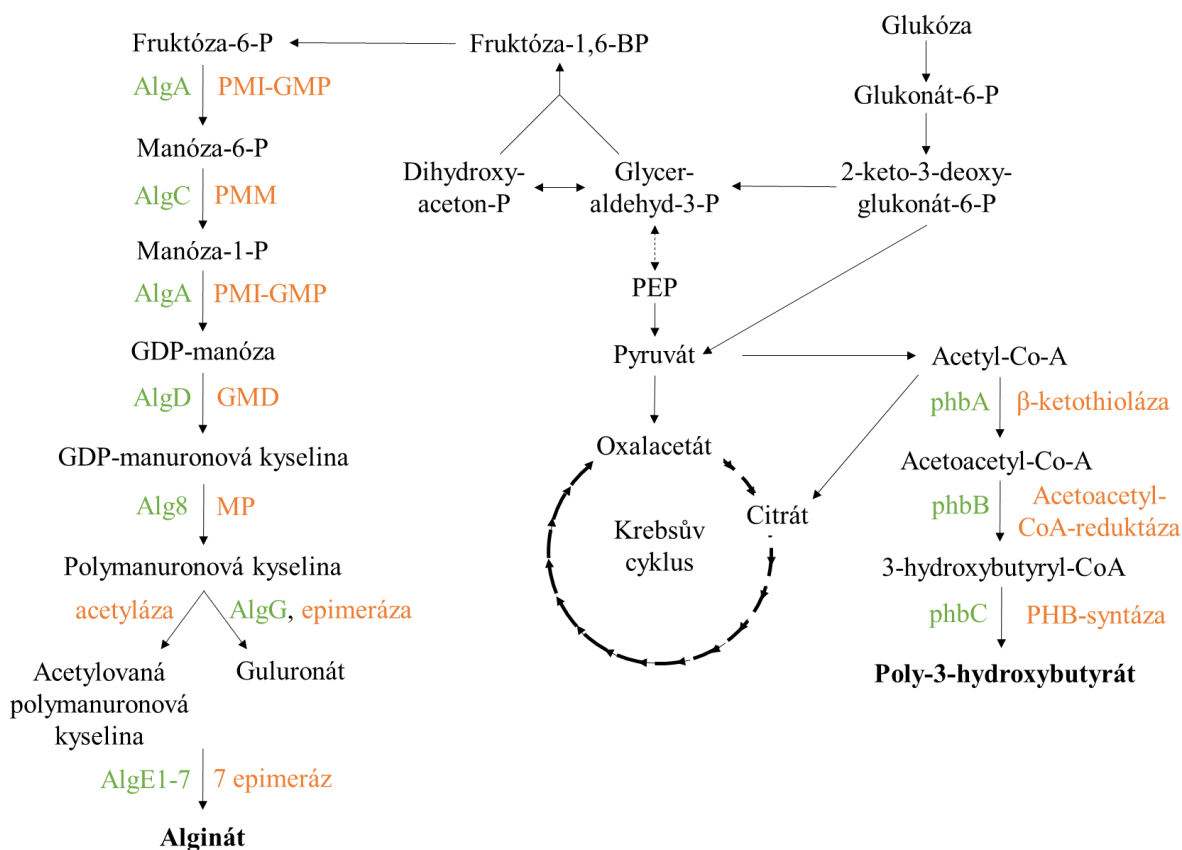 Fruktóza-6-P
AlgA PMI-GMP
Manóza-6-P
AlgC PMM
Manóza-1-P
AlgA PMI-GMP
GDP-manóza
AlgD GMD
GDP-manuronová kyselina
Alg8 MP
Polymanuronová kyselina
acetyláza AlgG, epimeráza
Acetylovaná
polymanuronová
kyselina
Guluronát
AlgE1-7 7 epimeráz
Alginát
Fruktóza-1,6-BP
Dihydroxy-
aceton-P
Glycer-
aldehyd-3-P
PEP
Pyruvát
Oxalacetát
Citrát
Krebsův
cyklus
Glukóza
Glukonát-6-P
2-keto-3-deoxy-
glukonát-6-P
Acetyl-Co-A
phbA β-ketothioláza
Acetoacetyl-Co-A
phbB Acetoacetyl-
CoA-reduktáza
3-hydroxybutyryl-CoA
phbC PHB-syntáza
Poly-3-hydroxybutyrát